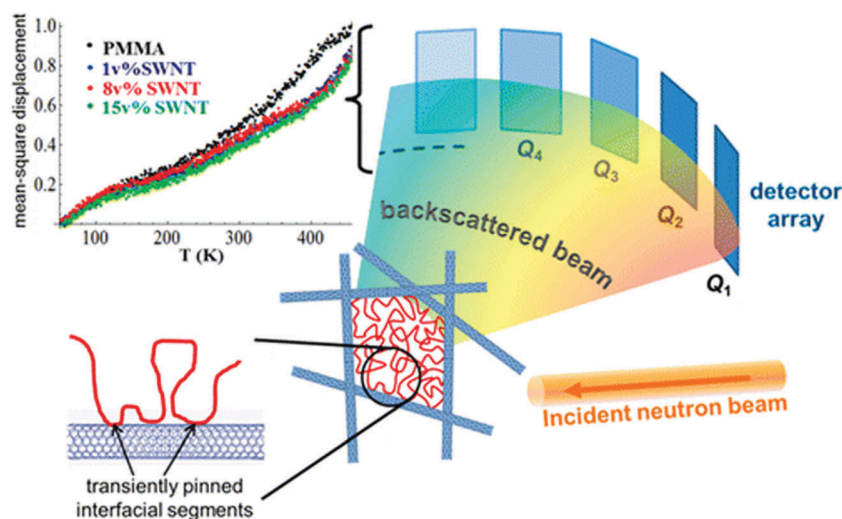 1.0
0.8
0.6
0.4
0.2
mean-square displacement
PMMA
1v%SWNT
8v% SWNT
15v% SWNT
100
200
300
400
T (K)
Q4
Q3
Q2
Q1
detector
array
backscattered beam
Incident neutron beam
transiently pinned
interfacial segments